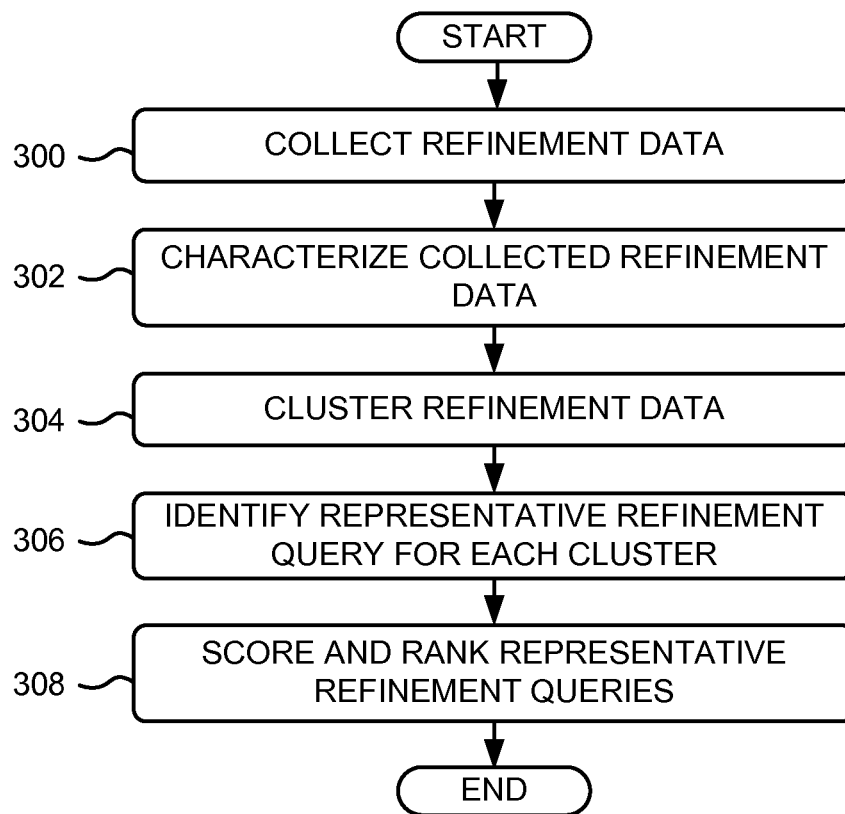 START
300
COLLECT REFINEMENT DATA
302
CHARACTERIZE COLLECTED REFINEMENT
DATA
304
CLUSTER REFINEMENT DATA
306
IDENTIFY REPRESENTATIVE REFINEMENT
QUERY FOR EACH CLUSTER
308
SCORE AND RANK REPRESENTATIVE
REFINEMENT QUERIES
END